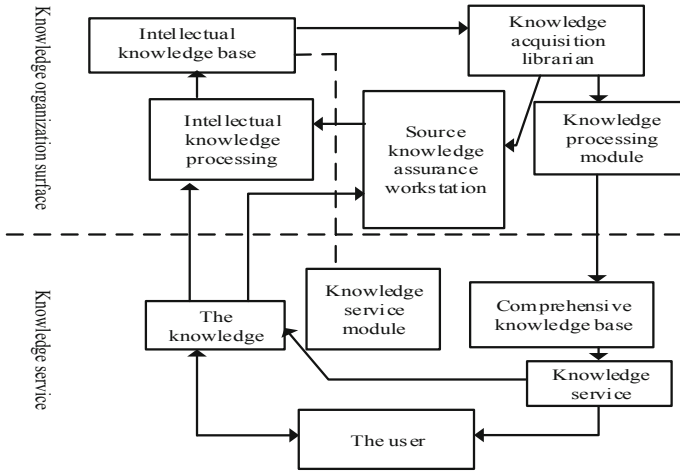 Knowledge organization surface
Intellectual
knowledge base
Knowledge
acquisition
librarian
Intellectual
knowledge
processing
Source
knowledge
assurance
workstation
Knowledge
processing
module
Knowledge service
The
knowledge
Knowledge
service
module
Comprehensive
knowledge base
Knowledge
service
The user